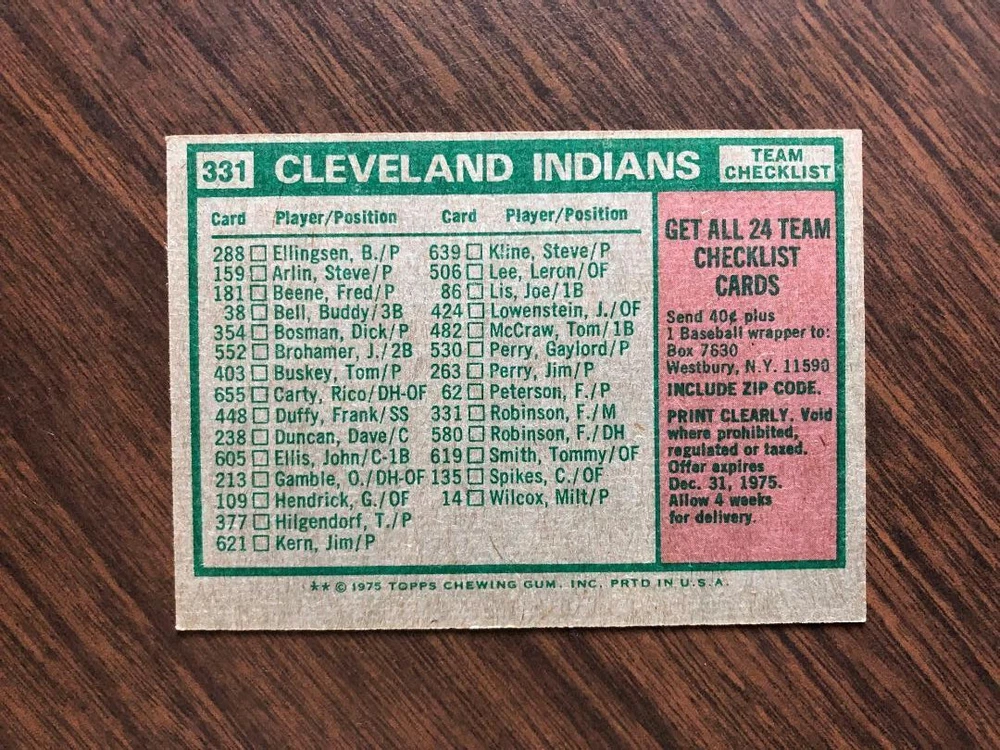 331 CLEVELAND INDIANS TEAM CHECKLIST
Card Player/Position Card Player/Position
288 Ellingsen, B./P
159 Arlin, Steve/P
181 Beene, Fred/P
38 Bell, Buddy/3B
354 Bosman, Dick/P
552 Brohamer, J./2B
403 Buskey, Tom/P
655 Carty, Rico/DH-OF
448 Duffy, Frank/SS
238 Duncan, Dave/C
605 Ellis, John/C-1B
213 Gamble, O./DH-OF
109 Hendrick, G./OF
377 Hilgendorf, T./P
621 Kern, Jim/P
639 Kline, Steve/P
506 Lee, Leron/OF
86 Lis, Joe/1B
424 Lowenstein, J./OF
482 McCraw, Tom/1B
530 Perry, Gaylord/P
263 Perry, Jim/P
62 Peterson, F./P
331 Robinson, F./M
580 Robinson, F./DH
619 Smith, Tommy/OF
135 Spikes, C./OF
14 Wilcox, Milt/P
GET ALL 24 TEAM
CHECKLIST
CARDS
Send 40¢ plus
1 Baseball wrapper to:
Box 7630
Westbury, N.Y. 11590
INCLUDE ZIP CODE.
PRINT CLEARLY. Void
where prohibited,
regulated or taxed.
Offer expires
Dec. 31, 1975.
Allow 4 weeks
for delivery.
** © 1975 TOPPS CHEWING GUM, INC. PRTD IN U.S.A.